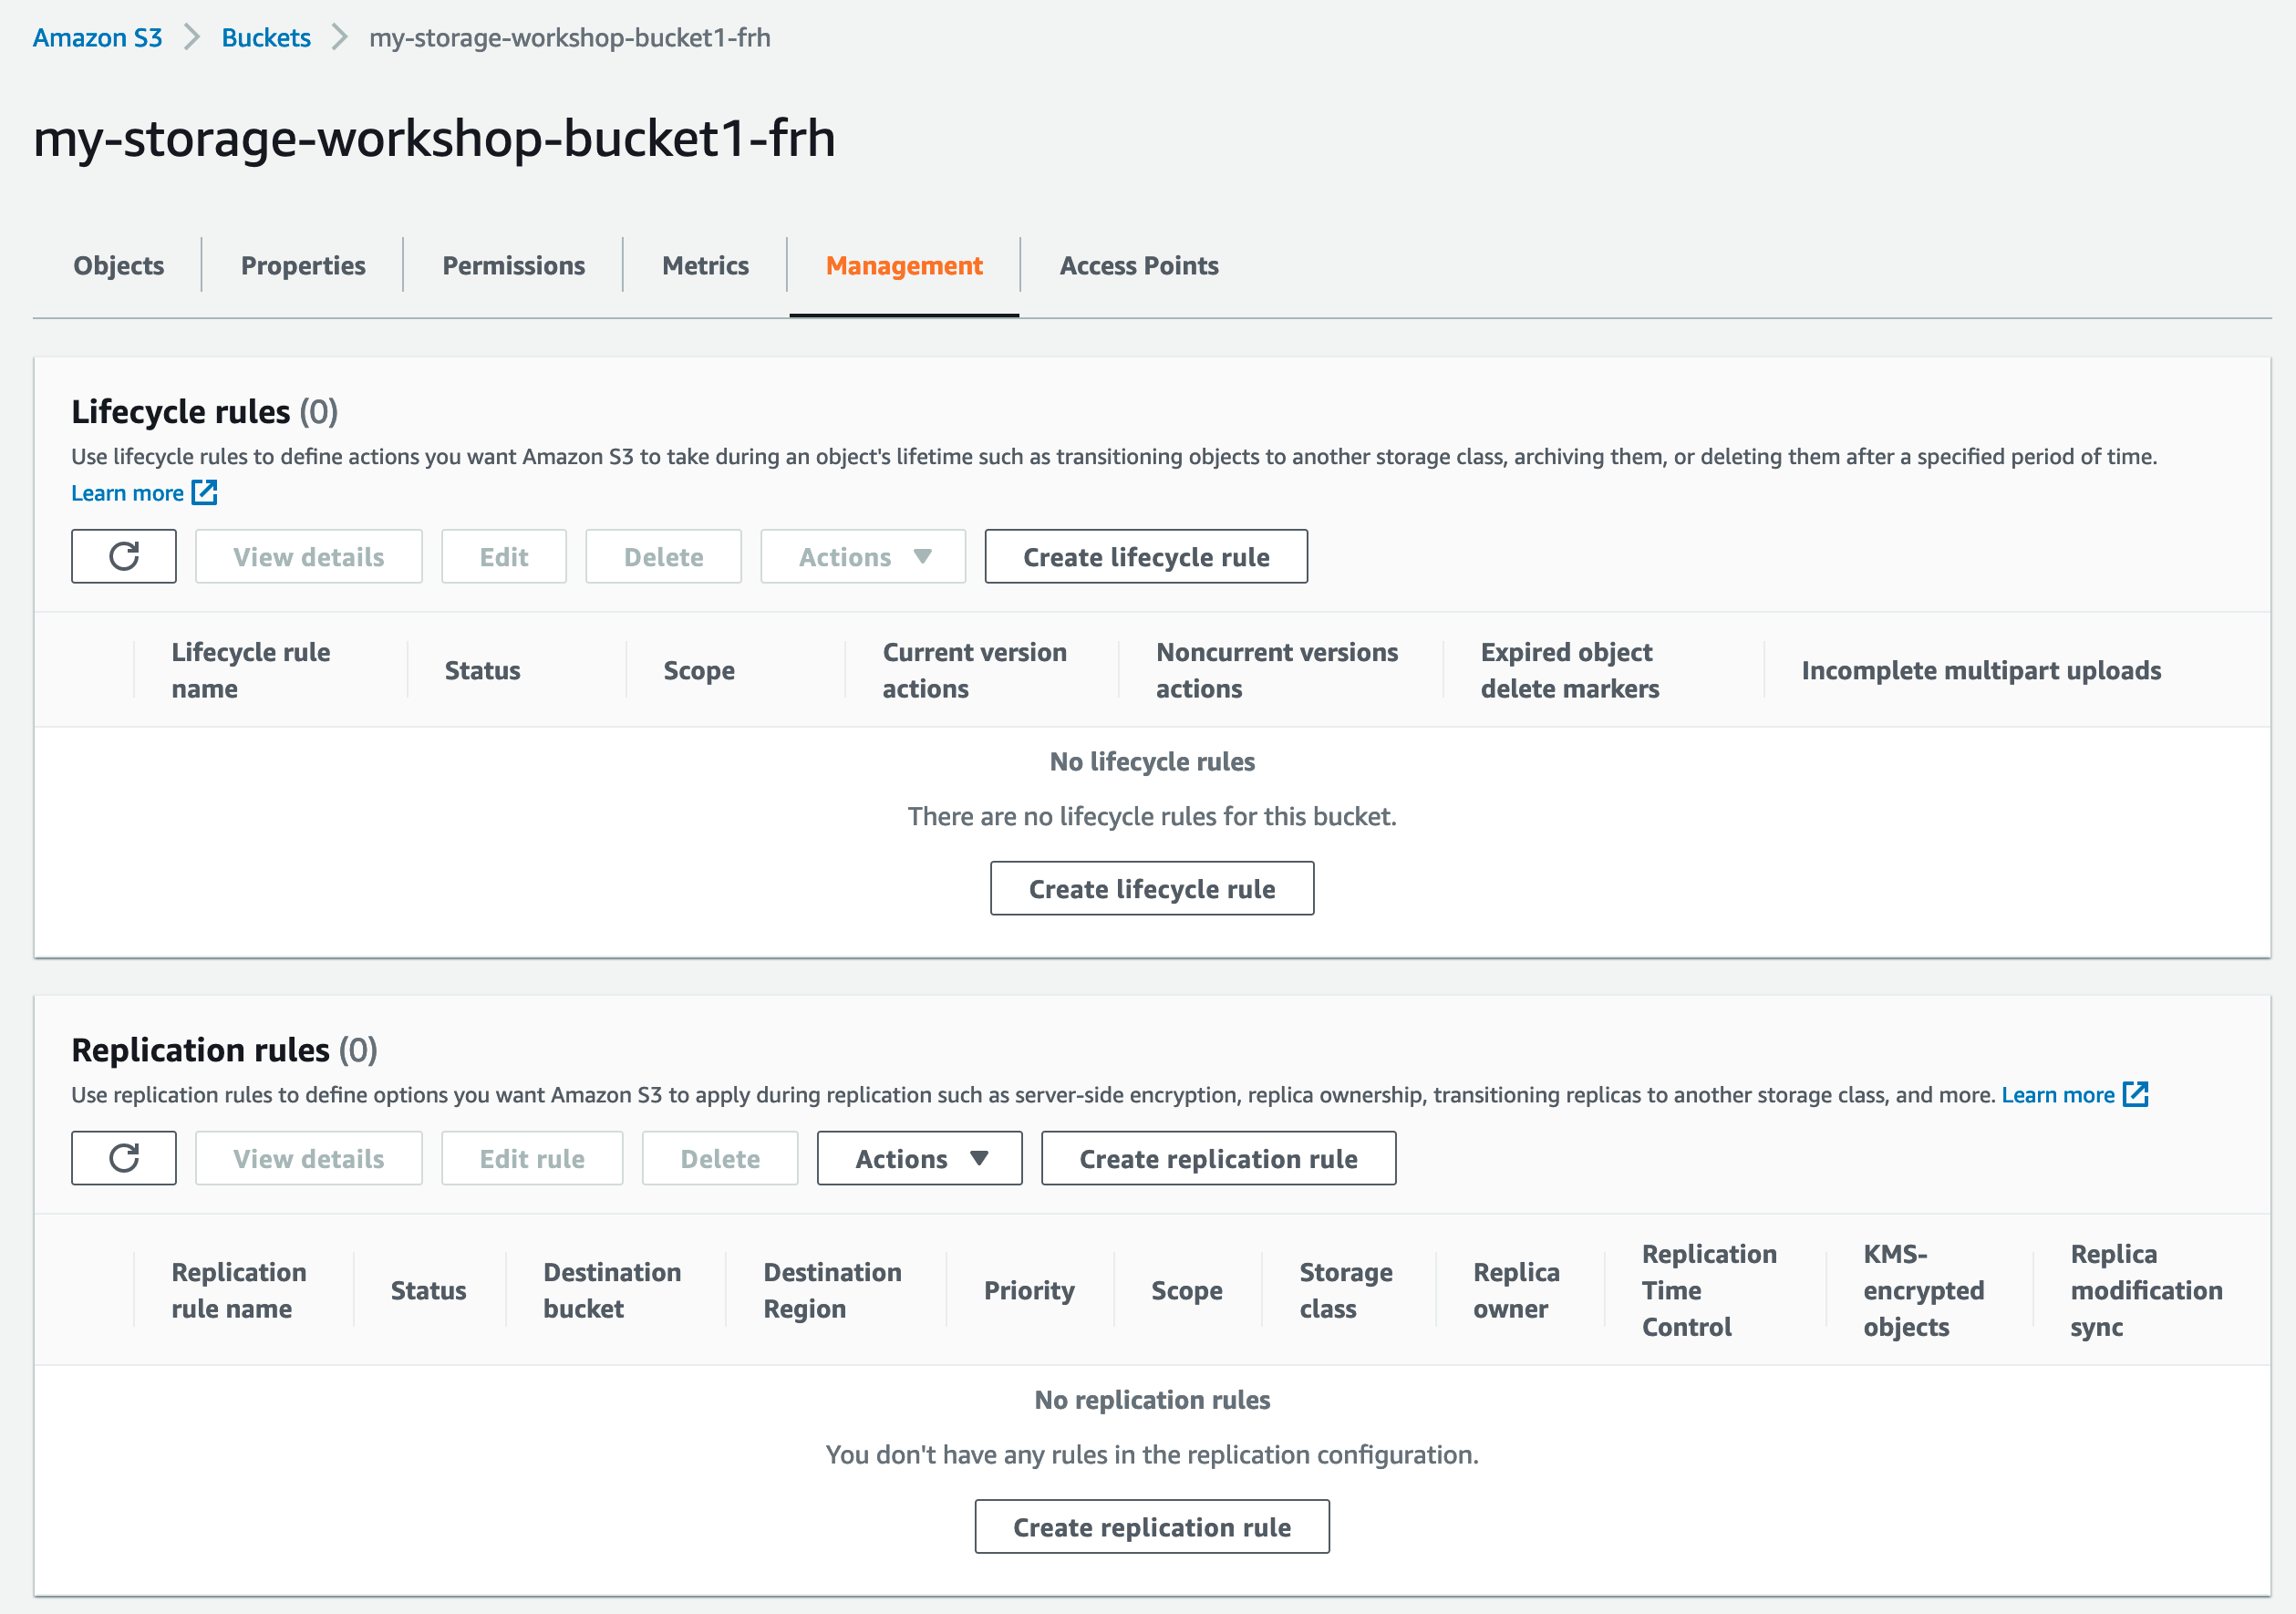 Amazon S3 > Buckets > my-storage-workshop-bucket1-frh
my-storage-workshop-bucket1-frh
Objects Properties Permissions Metrics Management Access Points
Lifecycle rules (0)
Use lifecycle rules to define actions you want Amazon S3 to take during an object's lifetime such as transitioning objects to another storage class, archiving them, or deleting them after a specified period of time.
Learn more
View details Edit Delete Actions Create lifecycle rule
Lifecycle rule name Status Scope Current version actions Noncurrent versions actions Expired object delete markers Incomplete multipart uploads
No lifecycle rules
There are no lifecycle rules for this bucket.
Create lifecycle rule
Replication rules (0)
Use replication rules to define options you want Amazon S3 to apply during replication such as server-side encryption, replica ownership, transitioning replicas to another storage class, and more. Learn more
View details Edit rule Delete Actions Create replication rule
Replication rule name Status Destination bucket Destination Region Priority Scope Storage class Replica owner Replication Time Control KMS-encrypted objects Replica modification sync
No replication rules
You don't have any rules in the replication configuration.
Create replication rule